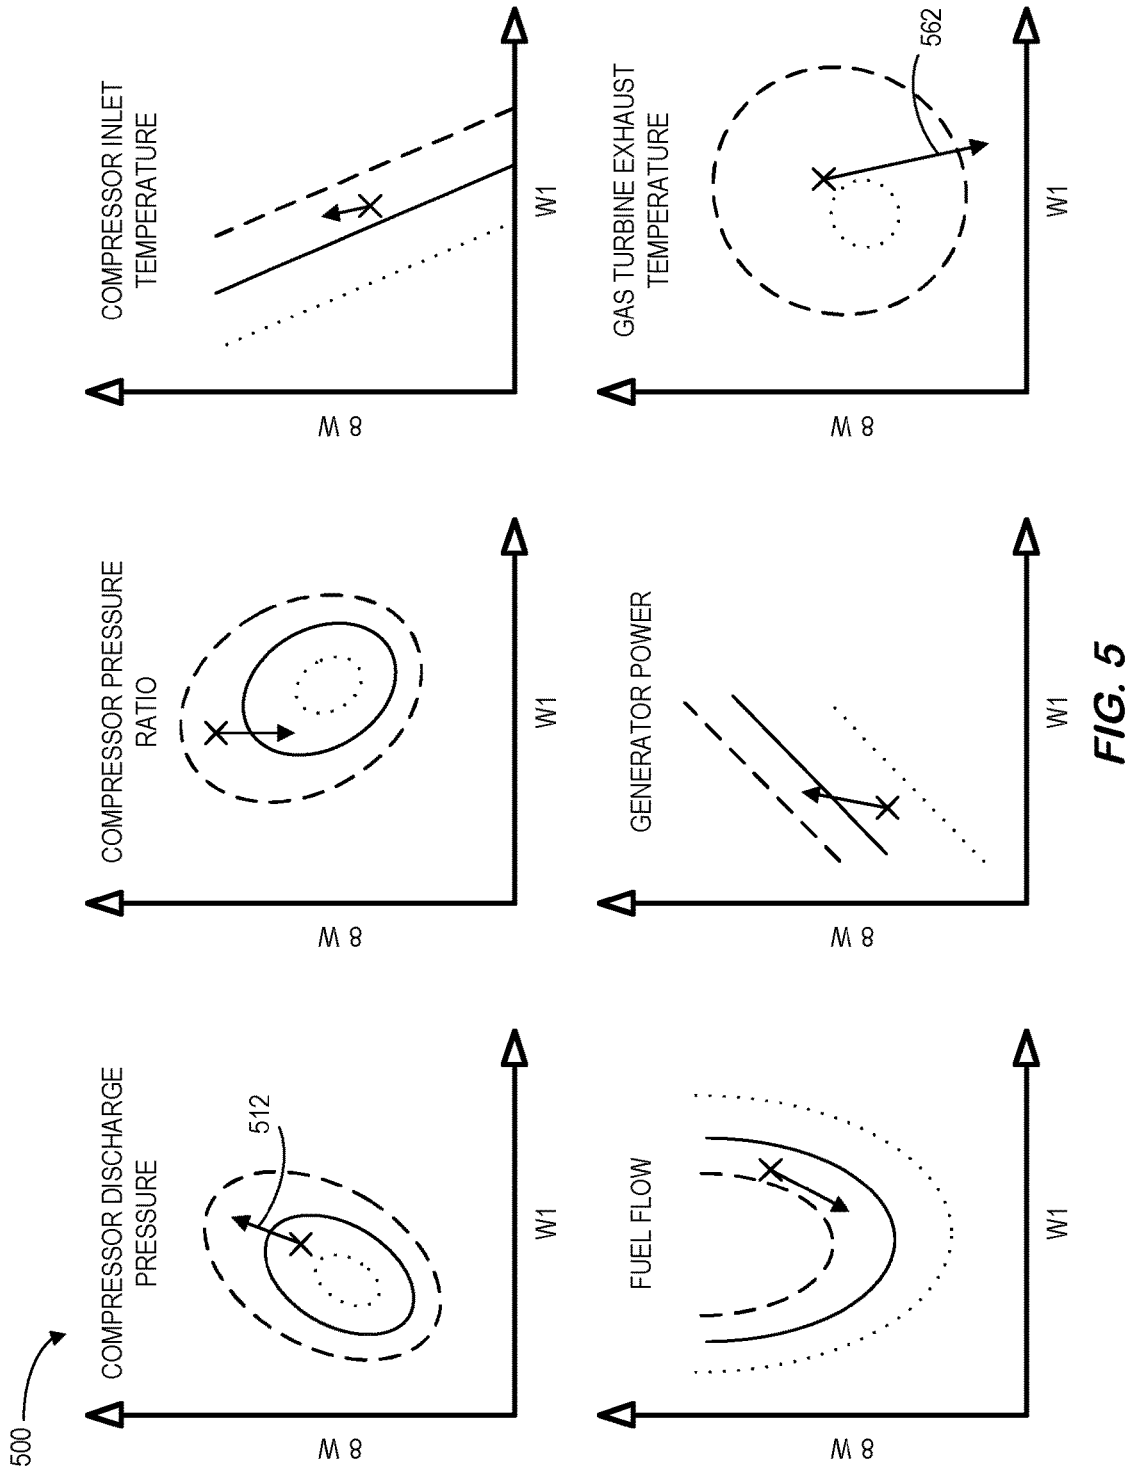 500
COMPRESSOR DISCHARGE
PRESSURE
512
8 W
W1
COMPRESSOR PRESSURE
RATIO
8 W
W1
COMPRESSOR INLET
TEMPERATURE
8 W
W1
FUEL FLOW
8 W
W1
GENERATOR POWER
8 W
W1
GAS TURBINE EXHAUST
TEMPERATURE
562
8 W
W1
FIG. 5